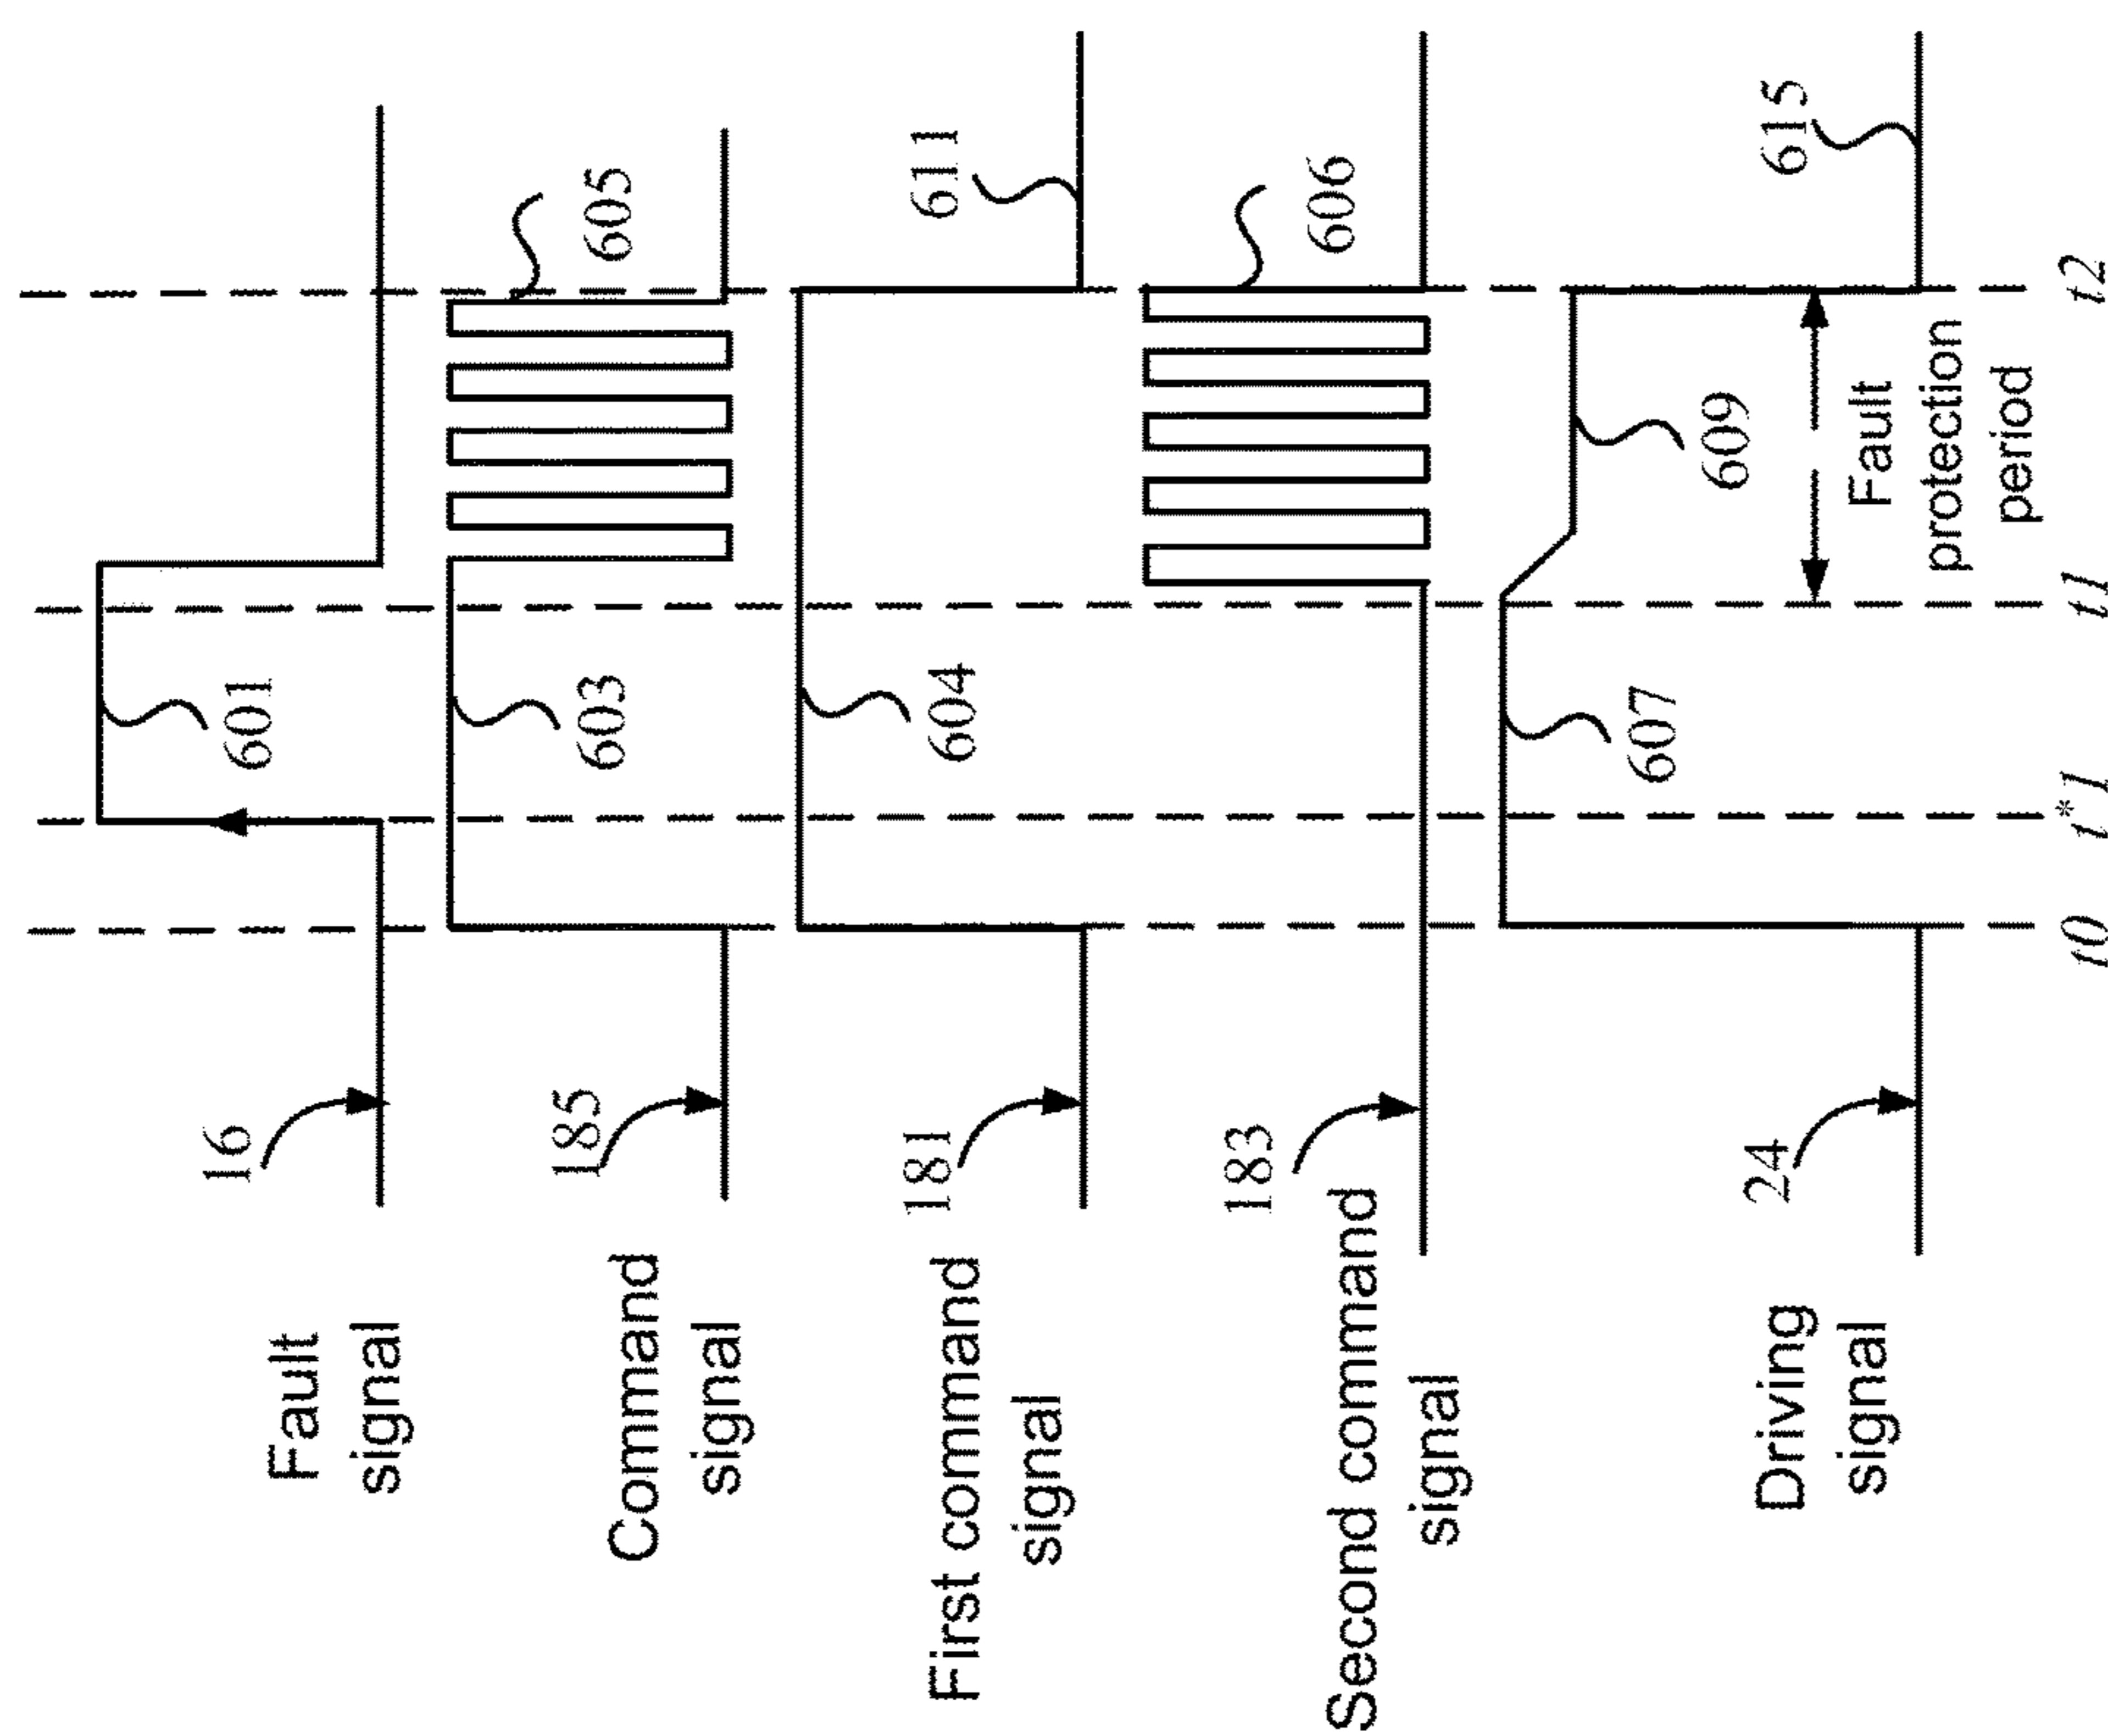 Fault
signal
16
601
Command
signal
185
603
605
First command
signal
181
604
611
Second command
signal
183
606
Driving
signal
24
607
609
615
Fault
protection
period
t0
t*1
t1
t2